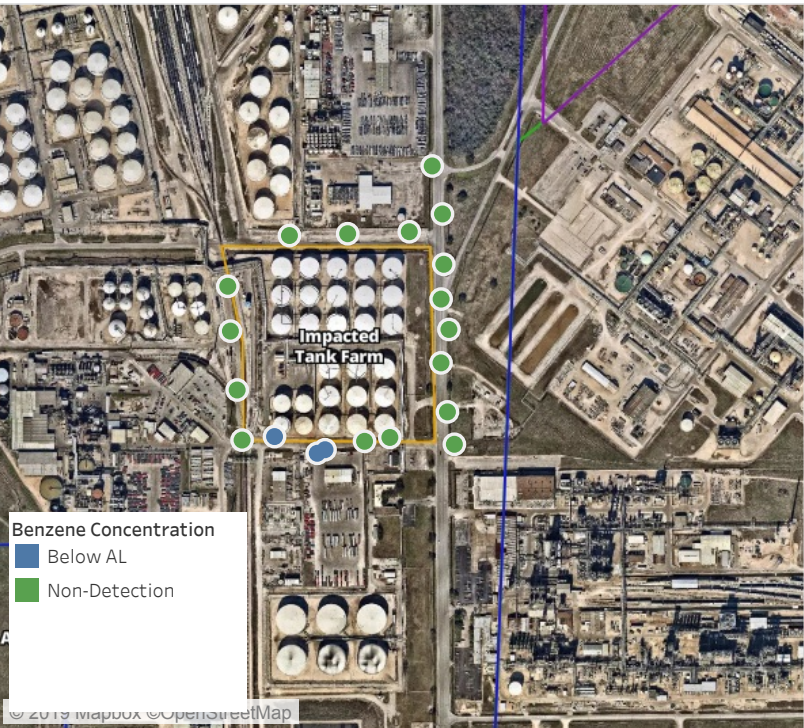 Impacted
Tank Farm
Benzene Concentration
Below AL
Non-Detection
A
© 2019 Mapbox ©OpenStreetMap